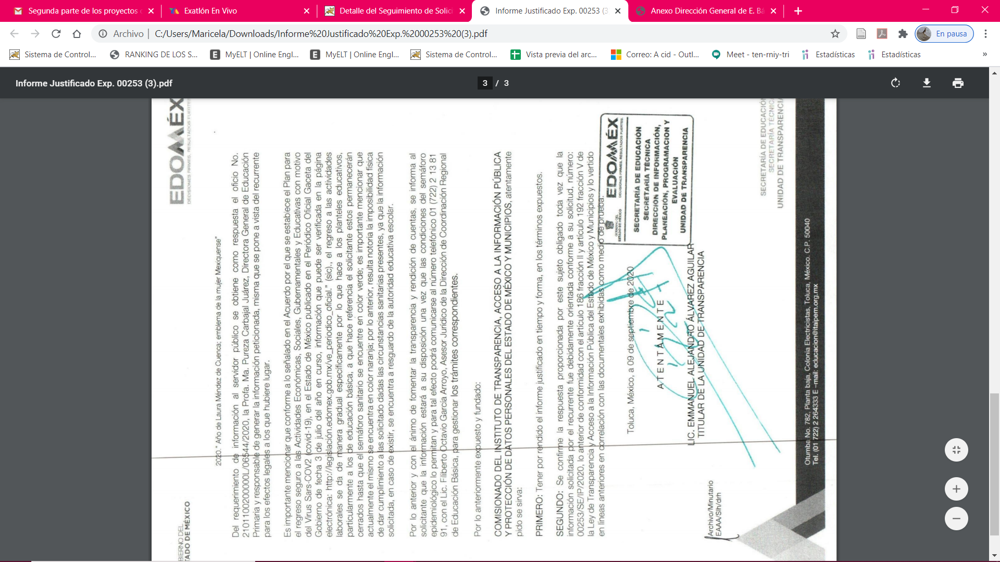 Segunda parte de los proyectos
Exatlón En Vivo
Detalle del Seguimiento de Solici
Informe Justificado Exp. 00253 (3
Anexo Dirección General de E. Bá
Archivo | C:/Users/Maricela/Downloads/Informe%20Justificado%20Exp.%2000253%20(3).pdf
En pausa
Sistema de Control...
RANKING DE LOS S...
MyELT | Online Engl...
MyELT | Online Engl...
Sistema de Control...
Vista previa del arc...
Correo: A cid - Outl...
Meet - ten-rniy-tri
Estadísticas
Estadísticas
»
Informe Justificado Exp. 00253 (3).pdf
3 / 3
BIERNO DEL
TADO DE MÉXICO
EDOMÉX
DECISIONES FIRMES, RESULTADOS FUERTES.
2020." Año de Laura Méndez de Cuenca; emblema de la mujer Mexiquense"
Del requerimiento de información al servidor público se obtiene como respuesta el oficio No.
21011002000000L/06544/2020, la Profa. Ma. Pureza Carbajal Juárez, Directora General de Educación
Primaria y responsable de generar la información peticionada, misma que se pone a vista del recurrente
para los efectos legales a los que hubiere lugar.
Es importante mencionar que conforme a lo señalado en el Acuerdo por el que se establece el Plan para
el regreso seguro a las Actividades Económicas, Sociales, Gubernamentales y Educativas con motivo
del Virus Sars-COV2 (covid-19), en el Estado de México publicado en el Periódico Oficial Gaceta del
Gobierno de fecha 3 de julio del año en curso, información que puede ser verificada en la página
electrónica: http://legislación.edomex.gob.mx/ve_periodico_oficial." (sic)., el regreso a las actividades
laborales se da de manera gradual específicamente por lo que hace a los planteles educativos,
particularmente a los de educación básica, a que hace referencia el solicitante estos permanecerán
cerrados hasta que el semáforo sanitario se encuentre en color verde; es importante mencionar que
actualmente el mismo se encuentra en color naranja; por lo anterior, resulta notoria la imposibilidad física
de dar cumplimiento a las solicitado dadas las circunstancias sanitarias presentes, ya que la información
solicitada, en caso de existir, se encuentra a resguardo de la autoridad educativa escolar.
Por lo anterior y con el ánimo de fomentar la transparencia y rendición de cuentas, se informa al
solicitante que la información estará a su disposición una vez que las condiciones del semáforo
epidemiológico lo permitan y para tal efecto podrá comunicarse al número telefónico 01 (722) 2 13 81
91, con el Lic. Filiberto Octavio García Arroyo, Asesor Jurídico de la Dirección de Coordinación Regional
de Educación Básica, para gestionar los trámites correspondientes.
Por lo anteriormente expuesto y fundado:
COMISIONADO DEL INSTITUTO DE TRANSPARENCIA, ACCESO A LA INFORMACIÓN PÚBLICA
Y PROTECCIÓN DE DATOS PERSONALES DEL ESTADO DE MÉXICO Y MUNICIPIOS, atentamente
pido se sirva:
PRIMERO: Tener por rendido el informe justificado en tiempo y forma, en los términos expuestos.
SEGUNDO: Se confirme la respuesta proporcionada por este sujeto obligado toda vez que la
información solicitada por el recurrente fue debidamente orientada conforme a su solicitud, número:
00253/SE/IP/2020, lo anterior de conformidad con el artículo 186 fracción II y artículo 192 fracción V de
la Ley de Transparencia y Acceso a la Información Pública del Estado de México y Municipios y lo vertido
en líneas anteriores en correlación con las documentales exhibidas como medio de prueba.
Toluca, México, a 09 de septiembre de 2020
A T E N T A M E N T E
LIC. EMMANUEL ALEJANDRO ÁLVAREZ AGUILAR
TITULAR DE LA UNIDAD DE TRANSPARENCIA
GOBIERNO DEL
ESTADO DE MÉXICO
EDOMÉX
DECISIONES FIRMES, RESULTADOS FUERTES.
SECRETARÍA DE EDUCACIÓN
SECRETARÍA TÉCNICA
DIRECCIÓN DE INFORMACIÓN,
PLANEACIÓN, PROGRAMACION Y
EVALUACIÓN
UNIDAD DE TRANSPARENCIA
Archivo/Minutario
EAAA/Slh/drh
SECRETARÍA DE EDUCACIÓN
SECRETARÍA TÉCNICA
UNIDAD DE TRANSPARENCIA
Otumba No. 782, Planta baja, Colonia Electricistas, Toluca, México. C.P. 50040
Tel. (01 722) 2 264333 E –mail: educacion@itaipem.org.mx